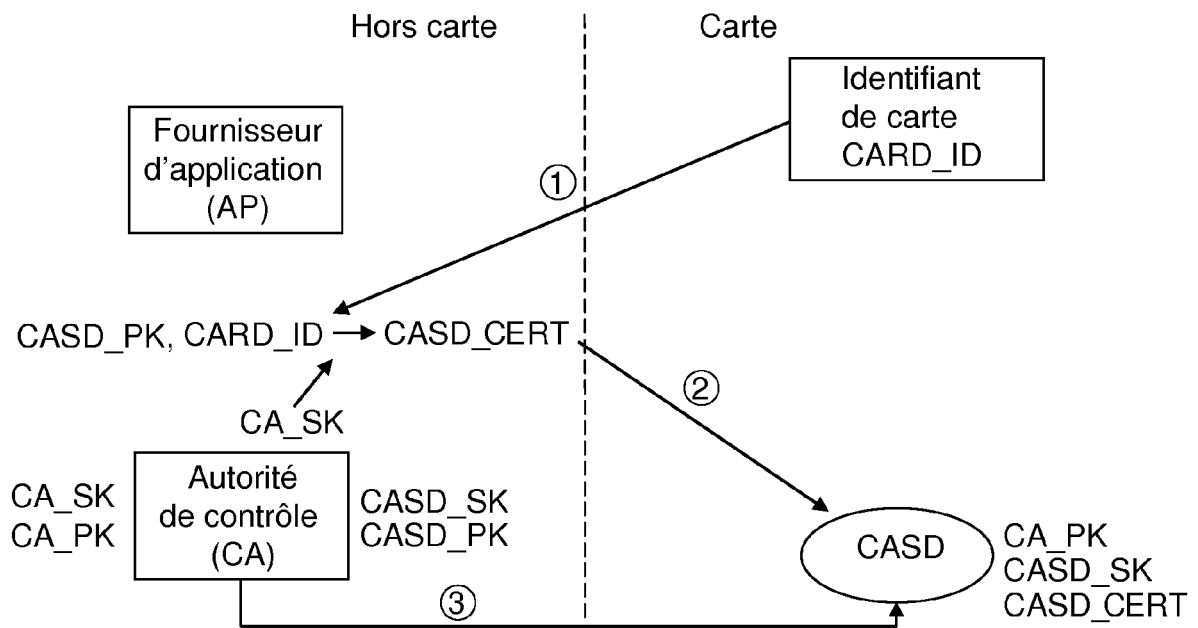 Hors carte
Carte
Identifiant
de carte
CARD_ID
Fournisseur
d'application
(AP)
①
CASD_PK, CARD_ID
CASD_CERT
②
CA_SK
CA_SK
CA_PK
Autorité
de contrôle
(CA)
CASD_SK
CASD_PK
CASD
CA_PK
CASD_SK
CASD_CERT
③